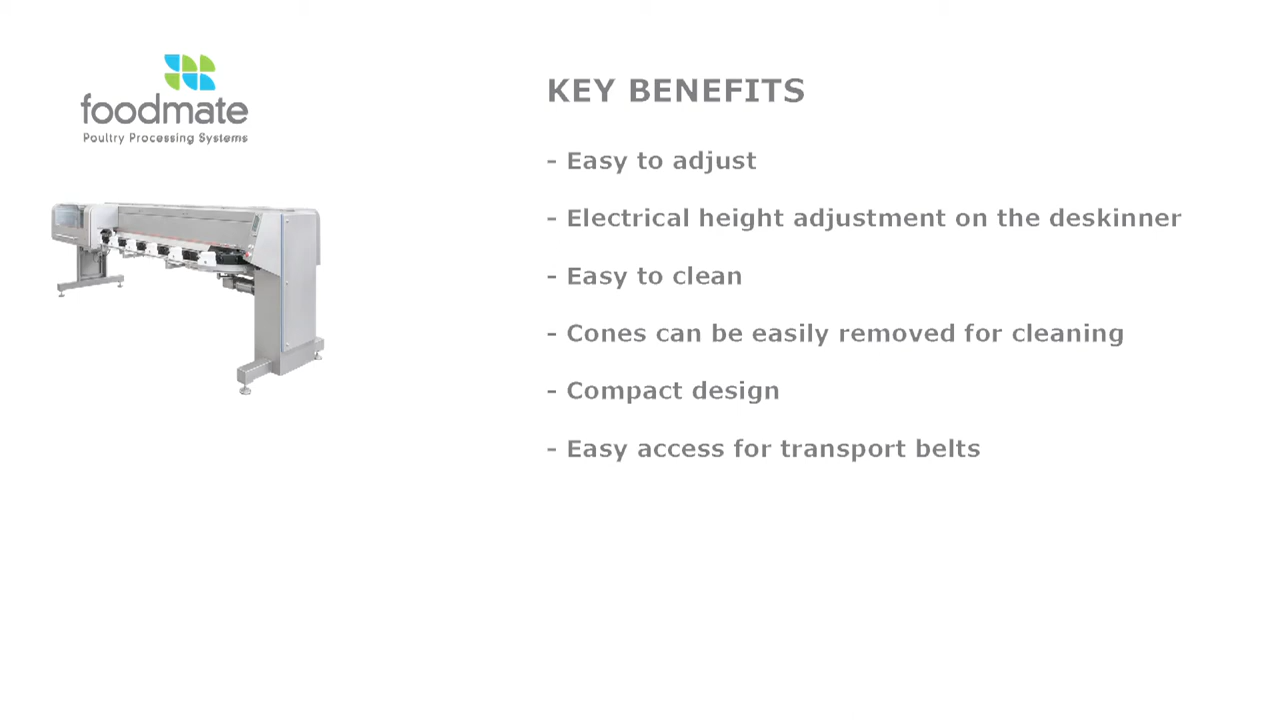 foodmate
Poultry Processing Systems
KEY BENEFITS
- Easy to adjust
- Electrical height adjustment on the deskinner
- Easy to clean
- Cones can be easily removed for cleaning
- Compact design
- Easy access for transport belts